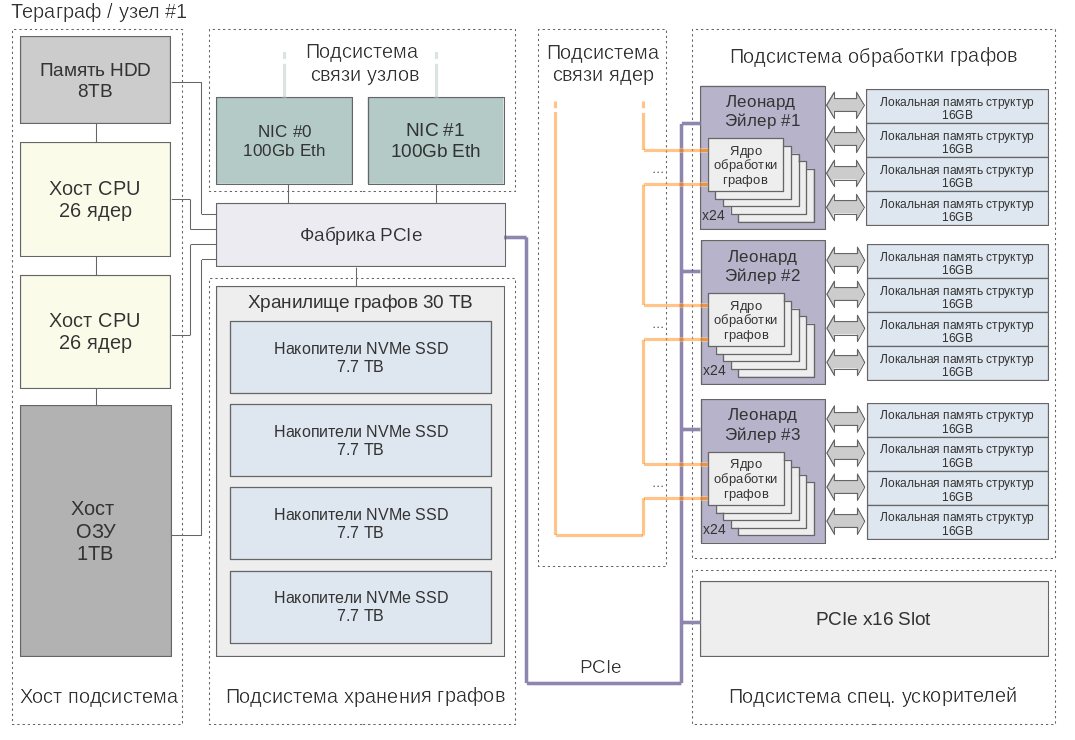 Тераграф / узел #1
Память HDD
8TB
Хост CPU
26 ядер
Хост CPU
26 ядер
Хост
ОЗУ
1TB
Хост подсистема
Подсистема
связи узлов
NIC #0
100Gb Eth
NIC #1
100Gb Eth
Фабрика PCIe
Хранилище графов 30 TB
Накопители NVMe SSD
7.7 TB
Накопители NVMe SSD
7.7 TB
Накопители NVMe SSD
7.7 TB
Накопители NVMe SSD
7.7 TB
Подсистема хранения графов
Подсистема
связи ядер
...
...
...
PCIe
Подсистема обработки графов
Леонард
Эйлер #1
Ядро
обработки
графов
x24
Локальная память структур
16GB
Локальная память структур
16GB
Локальная память структур
16GB
Локальная память структур
16GB
Леонард
Эйлер #2
Ядро
обработки
графов
x24
Локальная память структур
16GB
Локальная память структур
16GB
Локальная память структур
16GB
Локальная память структур
16GB
Леонард
Эйлер #3
Ядро
обработки
графов
x24
Локальная память структур
16GB
Локальная память структур
16GB
Локальная память структур
16GB
Локальная память структур
16GB
PCIe x16 Slot
Подсистема спец. ускорителей